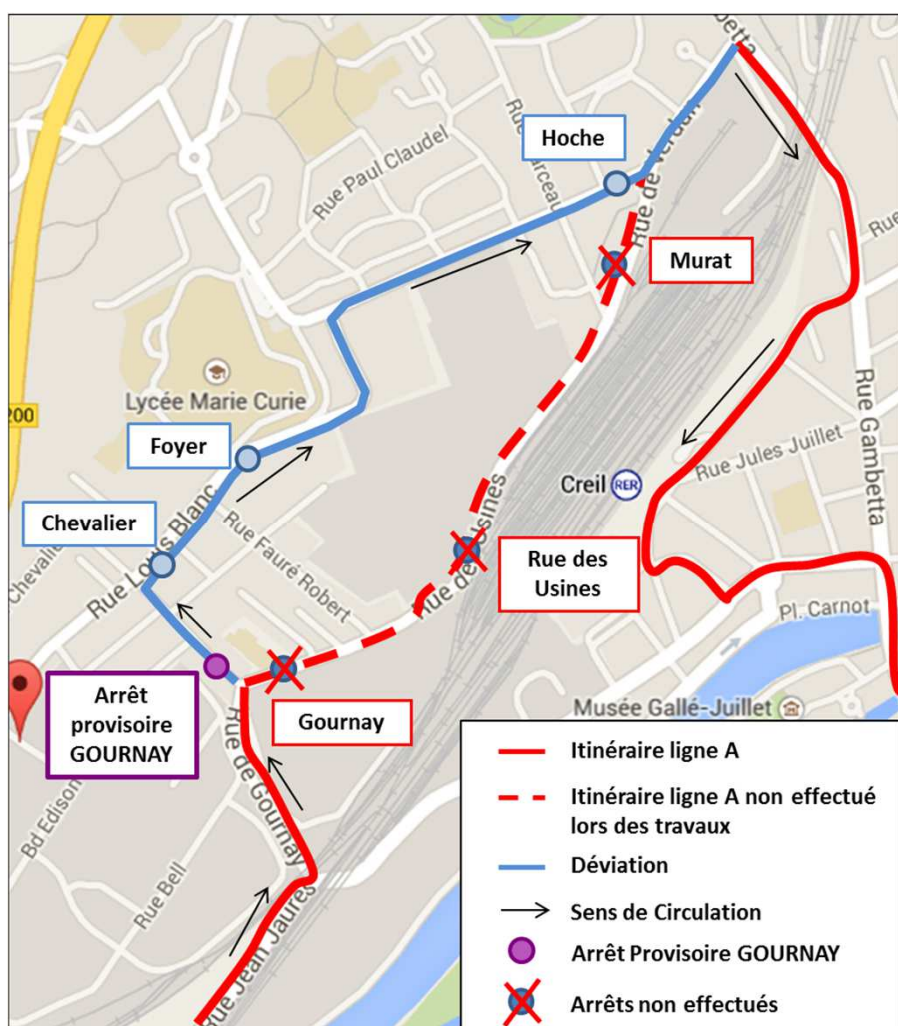 betta
Hoche
Rue Marceau
Rue de Verdun
Rue Paul Claudel
Murat
Rue
Lycée Marie Curie
200
Foyer
Rue Gambetta
Rue Jules Juillet
Creil RER
Chevalier
Rue Louis Blanc
Rue Fauré Robert
Chevalier
Rue des Usines
Rue des
Usines
Pl. Carnot
Arrêt
provisoire
GOURNAY
Gournay
Musée Gallé-Juillet
Rue de Gournay
Bd Edison
Rue Bell
Rue Jean Jaurès
Itinéraire ligne A
Itinéraire ligne A non effectué
lors des travaux
Déviation
Sens de Circulation
Arrêt Provisoire GOURNAY
Arrêts non effectués